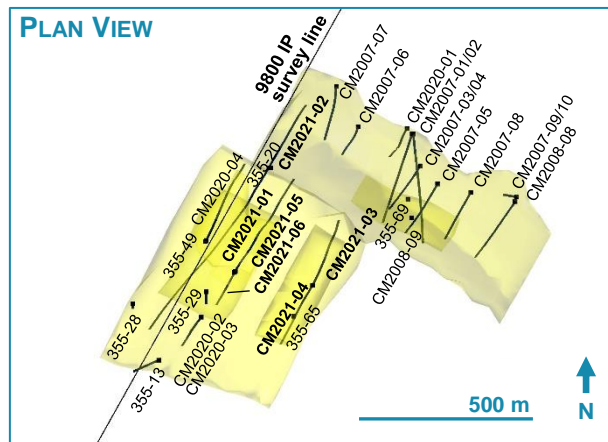 PLAN VIEW
9800 IP
survey line
CM2007-07
CM2007-06
CM2020-01
CM2007-01/02
CM2007-03/04
CM2007-05
CM2007-08
CM2007-09/10
CM2008-08
CM2021-02
355-20
CM2020-04
CM2021-01
CM2021-05
CM2021-06
355-49
CM2021-03
355-69
CM2008-09
CM2021-04
355-65
355-29
355-28
CM2020-02
CM2020-03
355-13
500 m
N